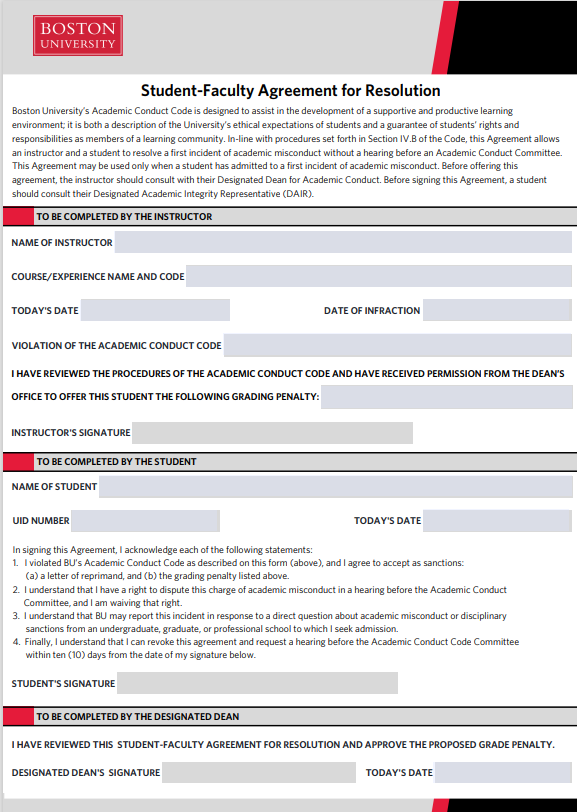 BOSTON
UNIVERSITY
Student-Faculty Agreement for Resolution
Boston University's Academic Conduct Code is designed to assist in the development of a supportive and productive learning
environment; it is both a description of the University's ethical expectations of students and a guarantee of students' rights and
responsibilities as members of a learning community. In-line with procedures set forth in Section IV.B of the Code, this Agreement allows
an instructor and a student to resolve a first incident of academic misconduct without a hearing before an Academic Conduct Committee.
This Agreement may be used only when a student has admitted to a first incident of academic misconduct. Before offering this
agreement, the instructor should consult with their Designated Dean for Academic Conduct. Before signing this Agreement, a student
should consult their Designated Academic Integrity Representative (DAIR).
TO BE COMPLETED BY THE INSTRUCTOR
NAME OF INSTRUCTOR
COURSE/EXPERIENCE NAME AND CODE
TODAY'S DATE DATE OF INFRACTION
VIOLATION OF THE ACADEMIC CONDUCT CODE
I HAVE REVIEWED THE PROCEDURES OF THE ACADEMIC CONDUCT CODE AND HAVE RECEIVED PERMISSION FROM THE DEAN'S
OFFICE TO OFFER THIS STUDENT THE FOLLOWING GRADING PENALTY:
INSTRUCTOR'S SIGNATURE
TO BE COMPLETED BY THE STUDENT
NAME OF STUDENT
UID NUMBER TODAY'S DATE
In signing this Agreement, I acknowledge each of the following statements:
1. I violated BU's Academic Conduct Code as described on this form (above), and I agree to accept as sanctions:
(a) a letter of reprimand, and (b) the grading penalty listed above.
2. I understand that I have a right to dispute this charge of academic misconduct in a hearing before the Academic Conduct
Committee, and I am waiving that right.
3. I understand that BU may report this incident in response to a direct question about academic misconduct or disciplinary
sanctions from an undergraduate, graduate, or professional school to which I seek admission.
4. Finally, I understand that I can revoke this agreement and request a hearing before the Academic Conduct Code Committee
within ten (10) days from the date of my signature below.
STUDENT'S SIGNATURE
TO BE COMPLETED BY THE DESIGNATED DEAN
I HAVE REVIEWED THIS STUDENT-FACULTY AGREEMENT FOR RESOLUTION AND APPROVE THE PROPOSED GRADE PENALTY.
DESIGNATED DEAN'S SIGNATURE TODAY'S DATE